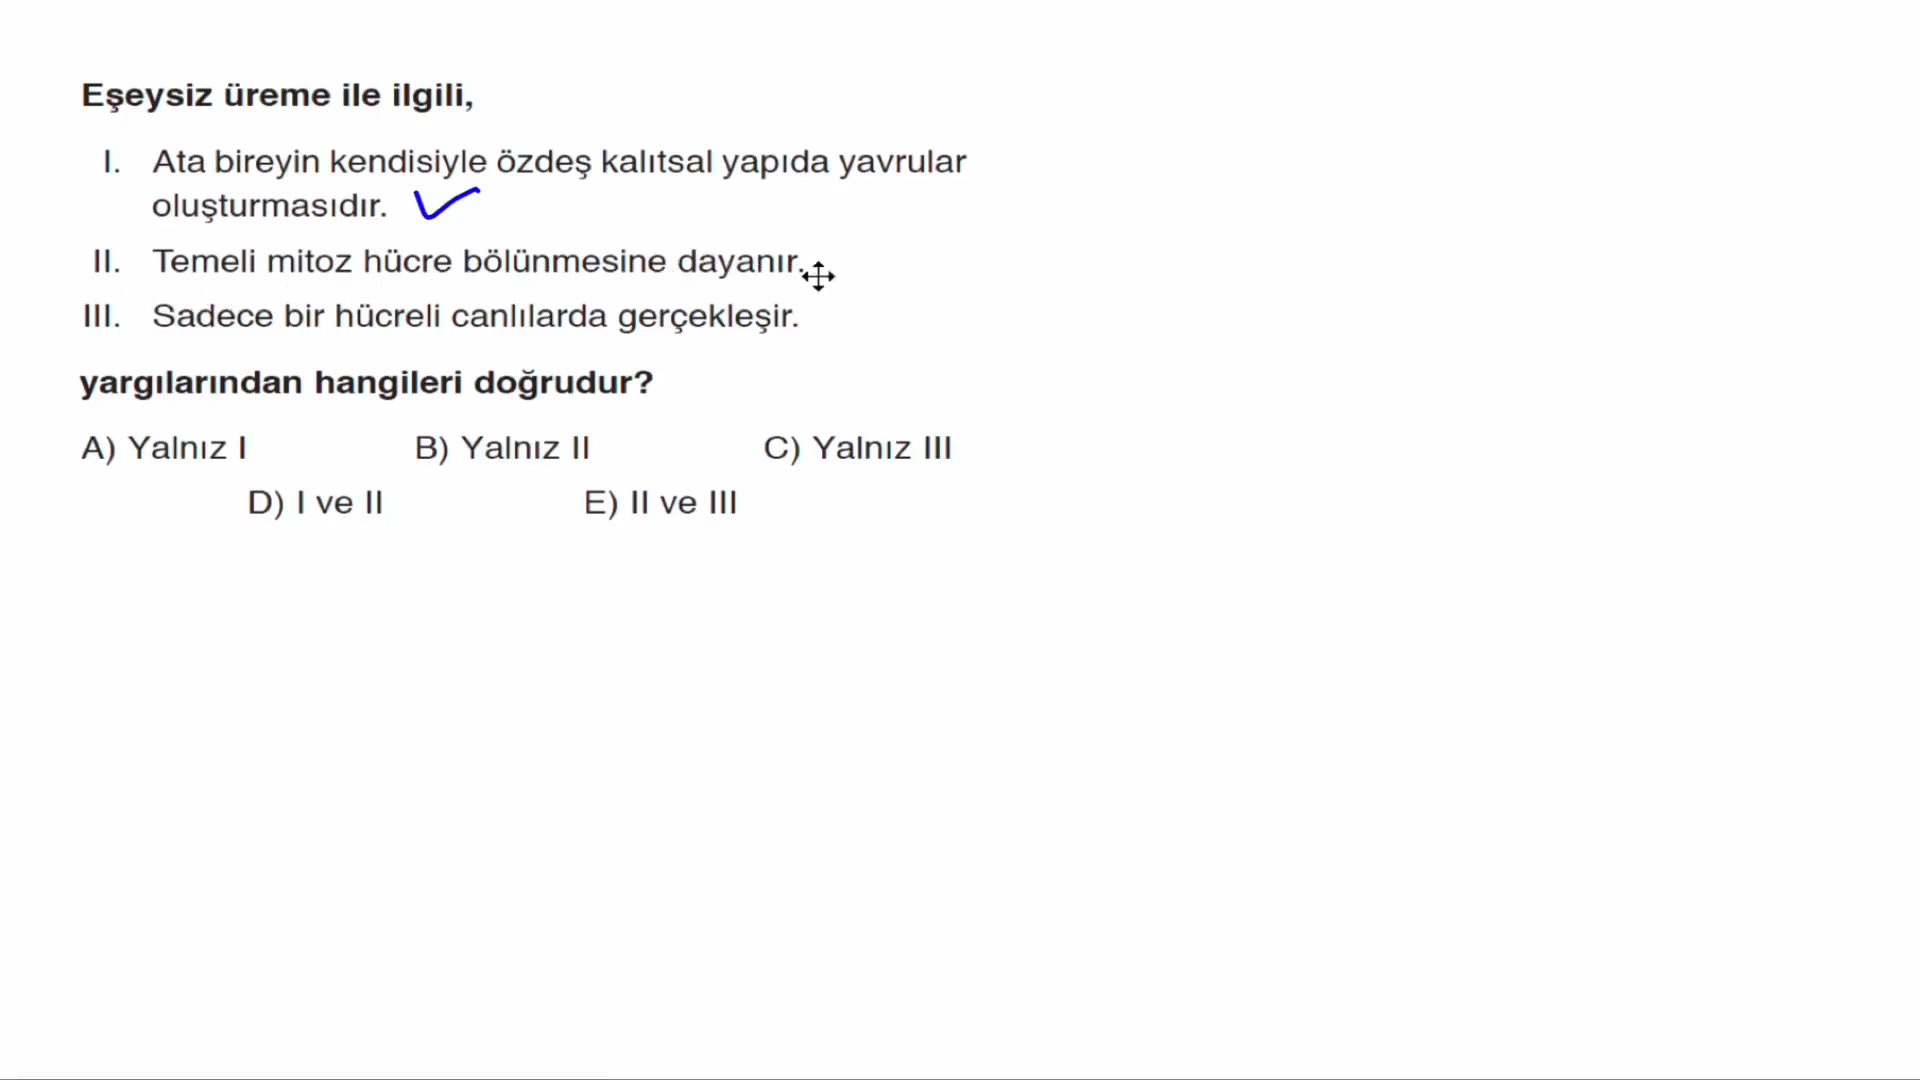 Eşeysiz üreme ile ilgili,
I. Ata bireyin kendisiyle özdeş kalıtsal yapıda yavrular
oluşturmasıdır.
II. Temeli mitoz hücre bölünmesine dayanır.
III. Sadece bir hücreli canlılarda gerçekleşir.
yargılarından hangileri doğrudur?
A) Yalnız I B) Yalnız II C) Yalnız III
D) I ve II E) II ve III